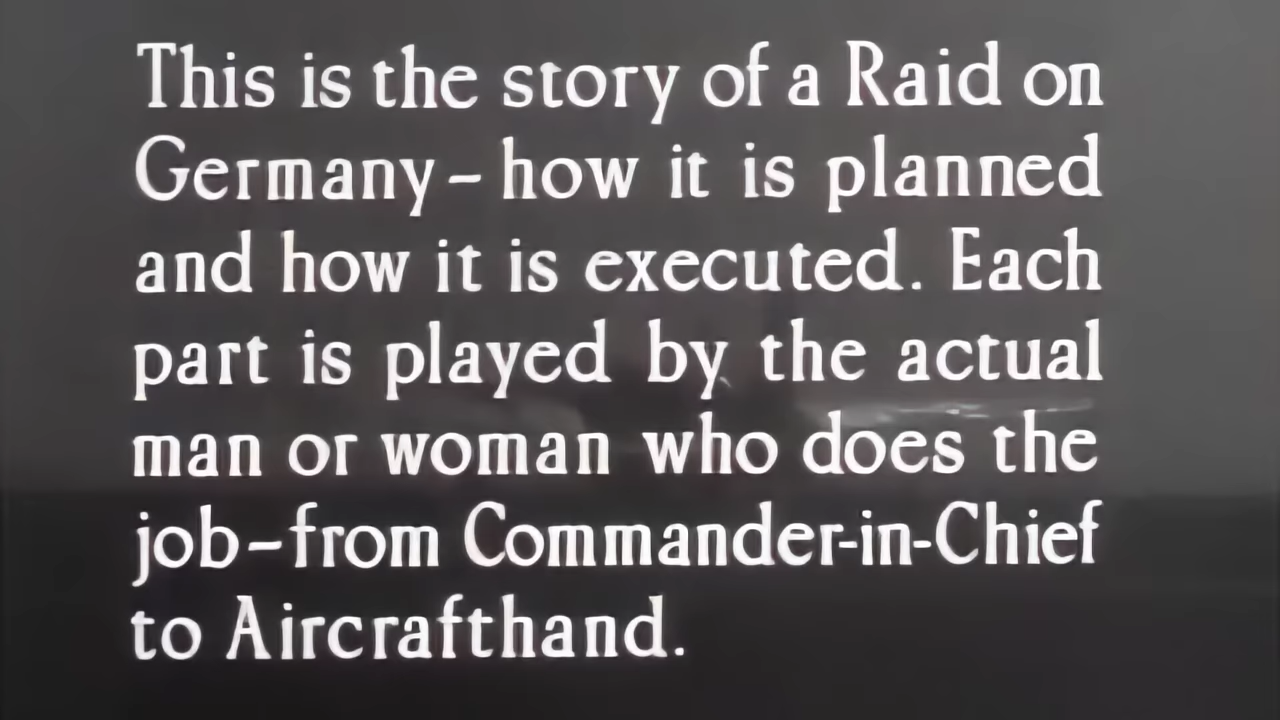 This is the story of a Raid on
Germany – how it is planned
and how it is executed. Each
part is played by the actual
man or woman who does the
job – from Commander-in-Chief
to Aircrafthand.